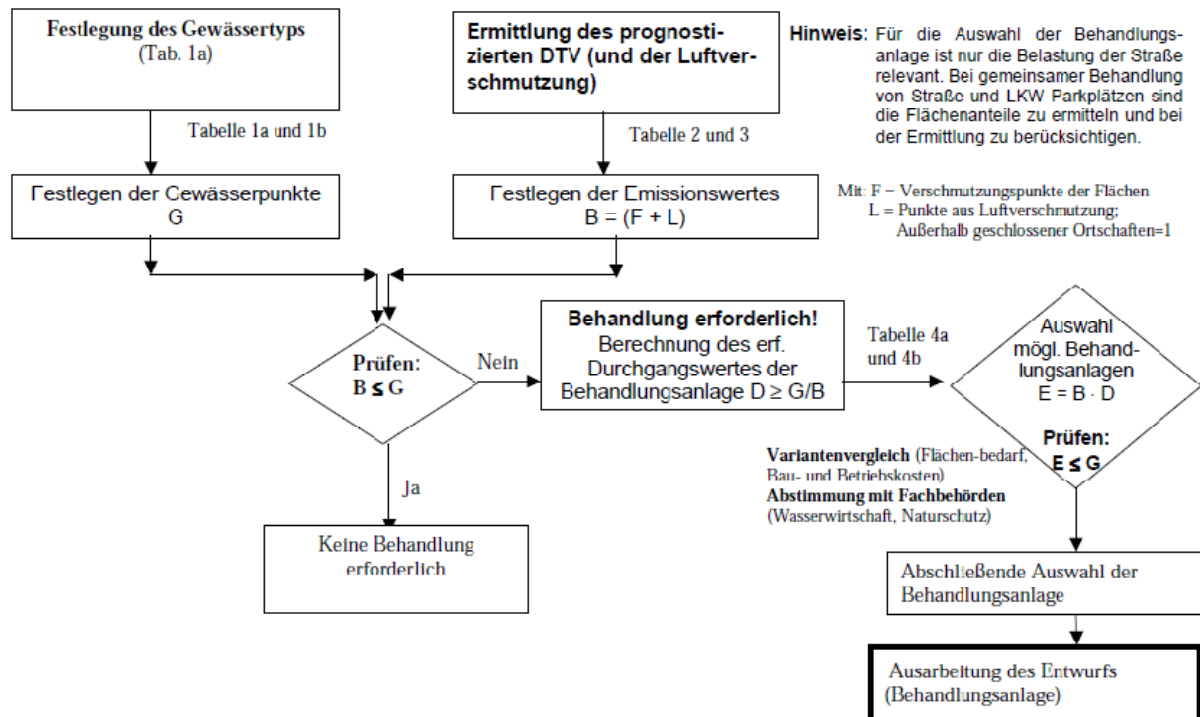 Festlegung des Gewässertyps
(Tab. 1a)
Ermittlung des prognosti-
zierten DTV (und der Luftver-
schmutzung)
Hinweis: Für die Auswahl der Behandlungs-
anlage ist nur die Belastung der Straße
relevant. Bei gemeinsamer Behandlung
von Straße und LKW Parkplätzen sind
die Flächenanteile zu ermitteln und bei
der Ermittlung zu berücksichtigen.
Tabelle 1a und 1b
Tabelle 2 und 3
Festlegen der Gewässerpunkte
G
Festlegen der Emissionswertes
B = (F + L)
Mit: F – Verschmutzungspunkte der Flächen
L = Punkte aus Luftverschmutzung;
Außerhalb geschlossener Ortschaften=1
Prüfen:
B ≤ G
Nein
Behandlung erforderlich!
Berechnung des erf.
Durchgangswertes der
Behandlungsanlage D ≥ G/B
Tabelle 4a
und 4b
Auswahl
mögl. Behand-
lungsanlagen
E = B · D
Prüfen:
E ≤ G
Variantenvergleich (Flächen-bedarf,
Bau- und Betriebskosten)
Abstimmung mit Fachbehörden
(Wasserwirtschaft, Naturschutz)
Ja
Keine Behandlung
erforderlich
Abschließende Auswahl der
Behandlungsanlage
Ausarbeitung des Entwurfs
(Behandlungsanlage)